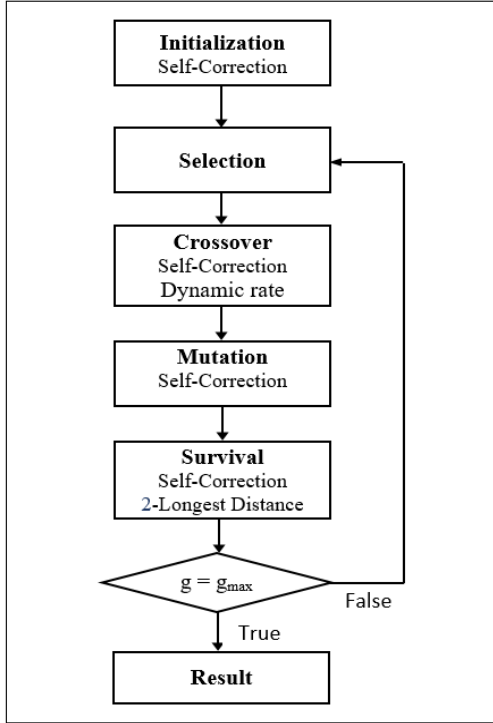 Initialization
Self-Correction
Selection
Crossover
Self-Correction
Dynamic rate
Mutation
Self-Correction
Survival
Self-Correction
2-Longest Distance
g = gmax
False
True
Result